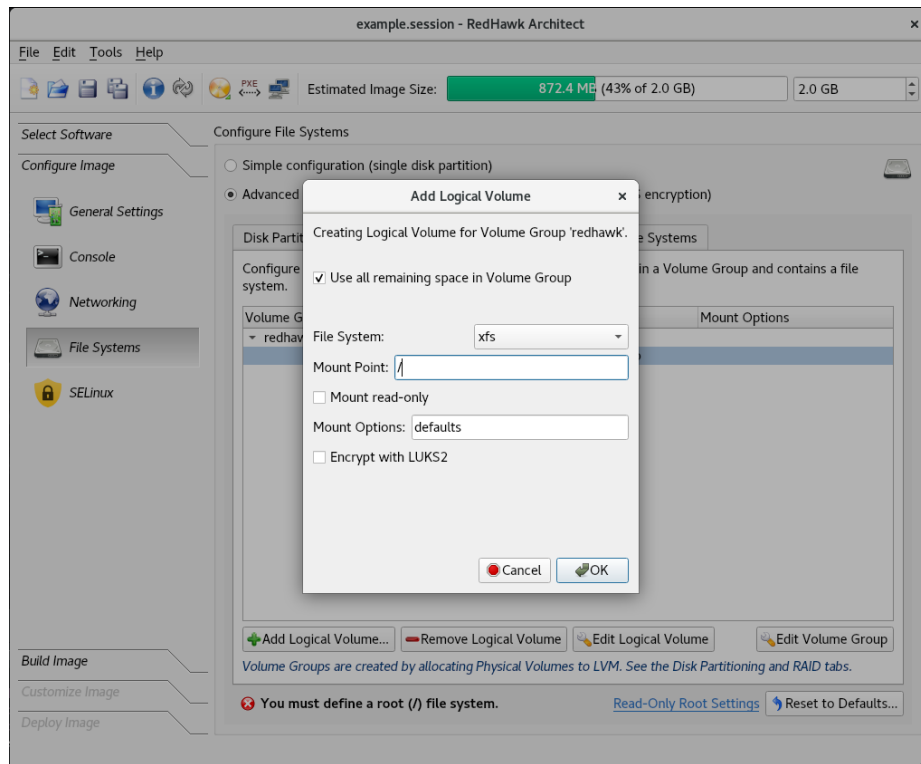 example.session - RedHawk Architect
File Edit Tools Help
PXE
Estimated Image Size: 872.4 MB (43% of 2.0 GB) 2.0 GB
Select Software
Configure Image
General Settings
Console
Networking
File Systems
SELinux
Build Image
Customize Image
Deploy Image
Configure File Systems
Simple configuration (single disk partition)
Advanced
encryption)
Disk Partit
e Systems
Configure
in a Volume Group and contains a file
system.
Volume G
Mount Options
redhaw
Add Logical Volume
Creating Logical Volume for Volume Group 'redhawk'.
Use all remaining space in Volume Group
File System: xfs
Mount Point: /
Mount read-only
Mount Options: defaults
Encrypt with LUKS2
Cancel OK
Add Logical Volume... Remove Logical Volume Edit Logical Volume Edit Volume Group
Volume Groups are created by allocating Physical Volumes to LVM. See the Disk Partitioning and RAID tabs.
You must define a root (/) file system. Read-Only Root Settings Reset to Defaults...